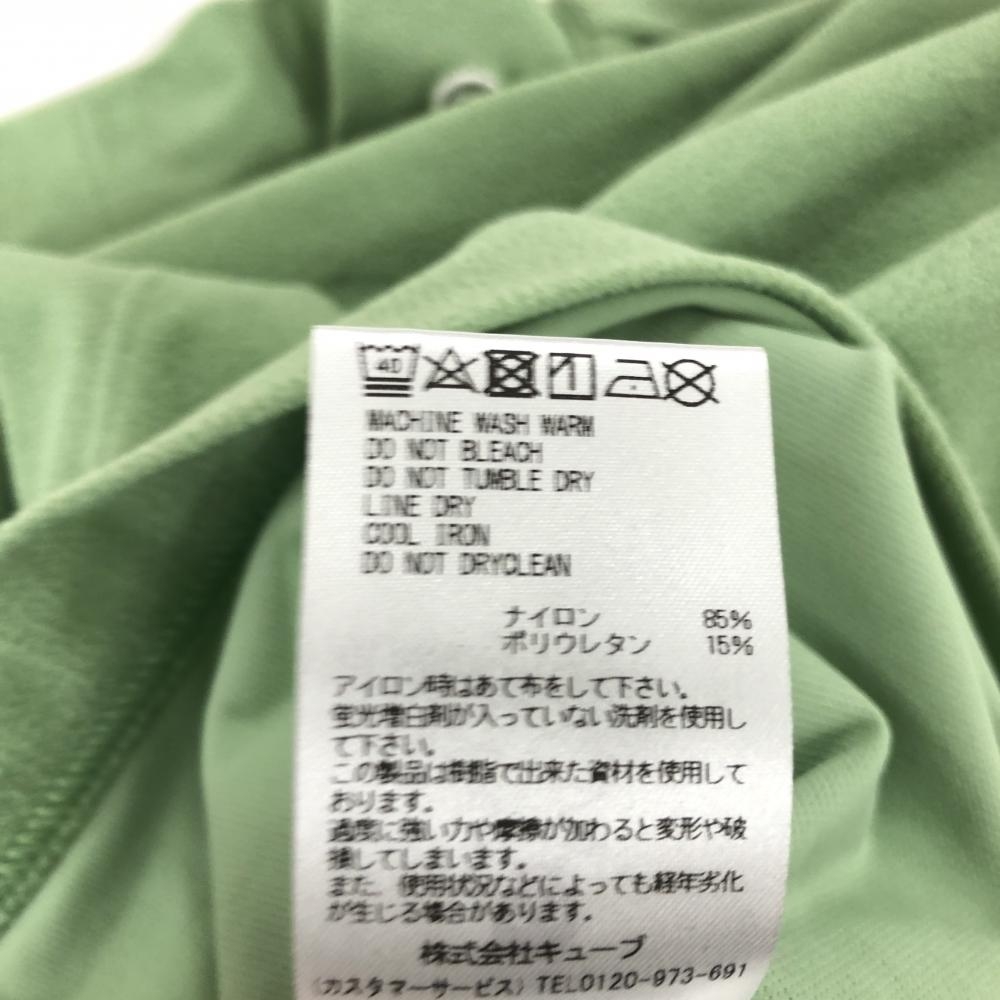 40
MACHINE WASH WARM
DO NOT BLEACH
DO NOT TUMBLE DRY
LINE DRY
COOL IRON
DO NOT DRYCLEAN
ナイロン 85%
ポリウレタン 15%
アイロン時はあて布をして下さい。
蛍光増白剤が入っていない洗剤を使用し
て下さい。
この製品は樹脂で出来た資材を使用して
おります。
過度に強い力や摩擦が加わると変形や破
損してしまいます。
また、使用状況などによっても経年劣化
が生じる場合があります。
株式会社キューブ
(カスタマーサービス) TEL0120-973-691